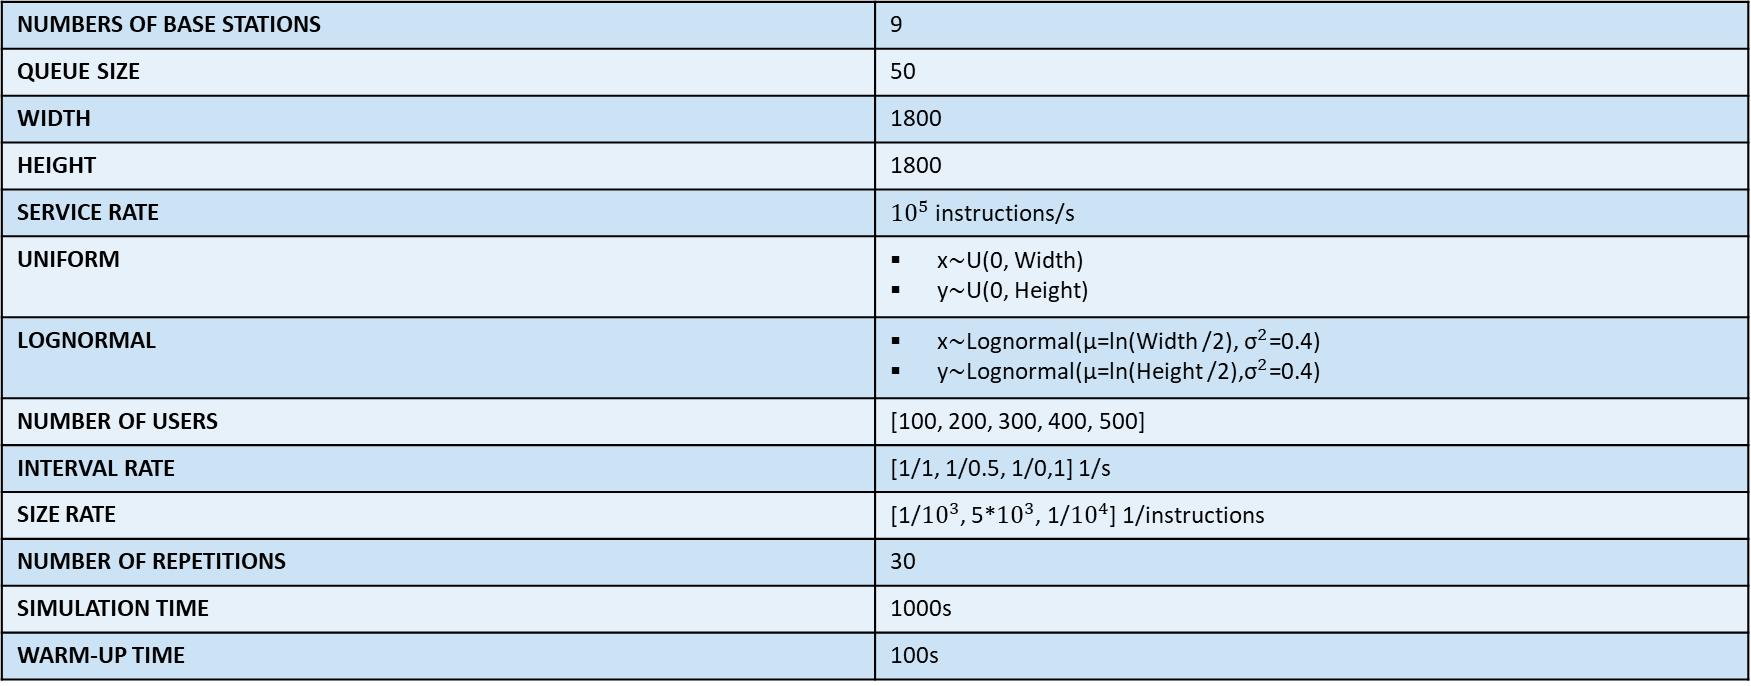 NUMBERS OF BASE STATIONS 9
QUEUE SIZE 50
WIDTH 1800
HEIGHT 1800
SERVICE RATE 10⁵ instructions/s
UNIFORM ▪ x~U(0, Width)
▪ y~U(0, Height)
LOGNORMAL ▪ x~Lognormal(μ=ln(Width/2), σ²=0.4)
▪ y~Lognormal(μ=ln(Height/2),σ²=0.4)
NUMBER OF USERS [100, 200, 300, 400, 500]
INTERVAL RATE [1/1, 1/0.5, 1/0,1] 1/s
SIZE RATE [1/10³, 5*10³, 1/10⁴] 1/instructions
NUMBER OF REPETITIONS 30
SIMULATION TIME 1000s
WARM-UP TIME 100s